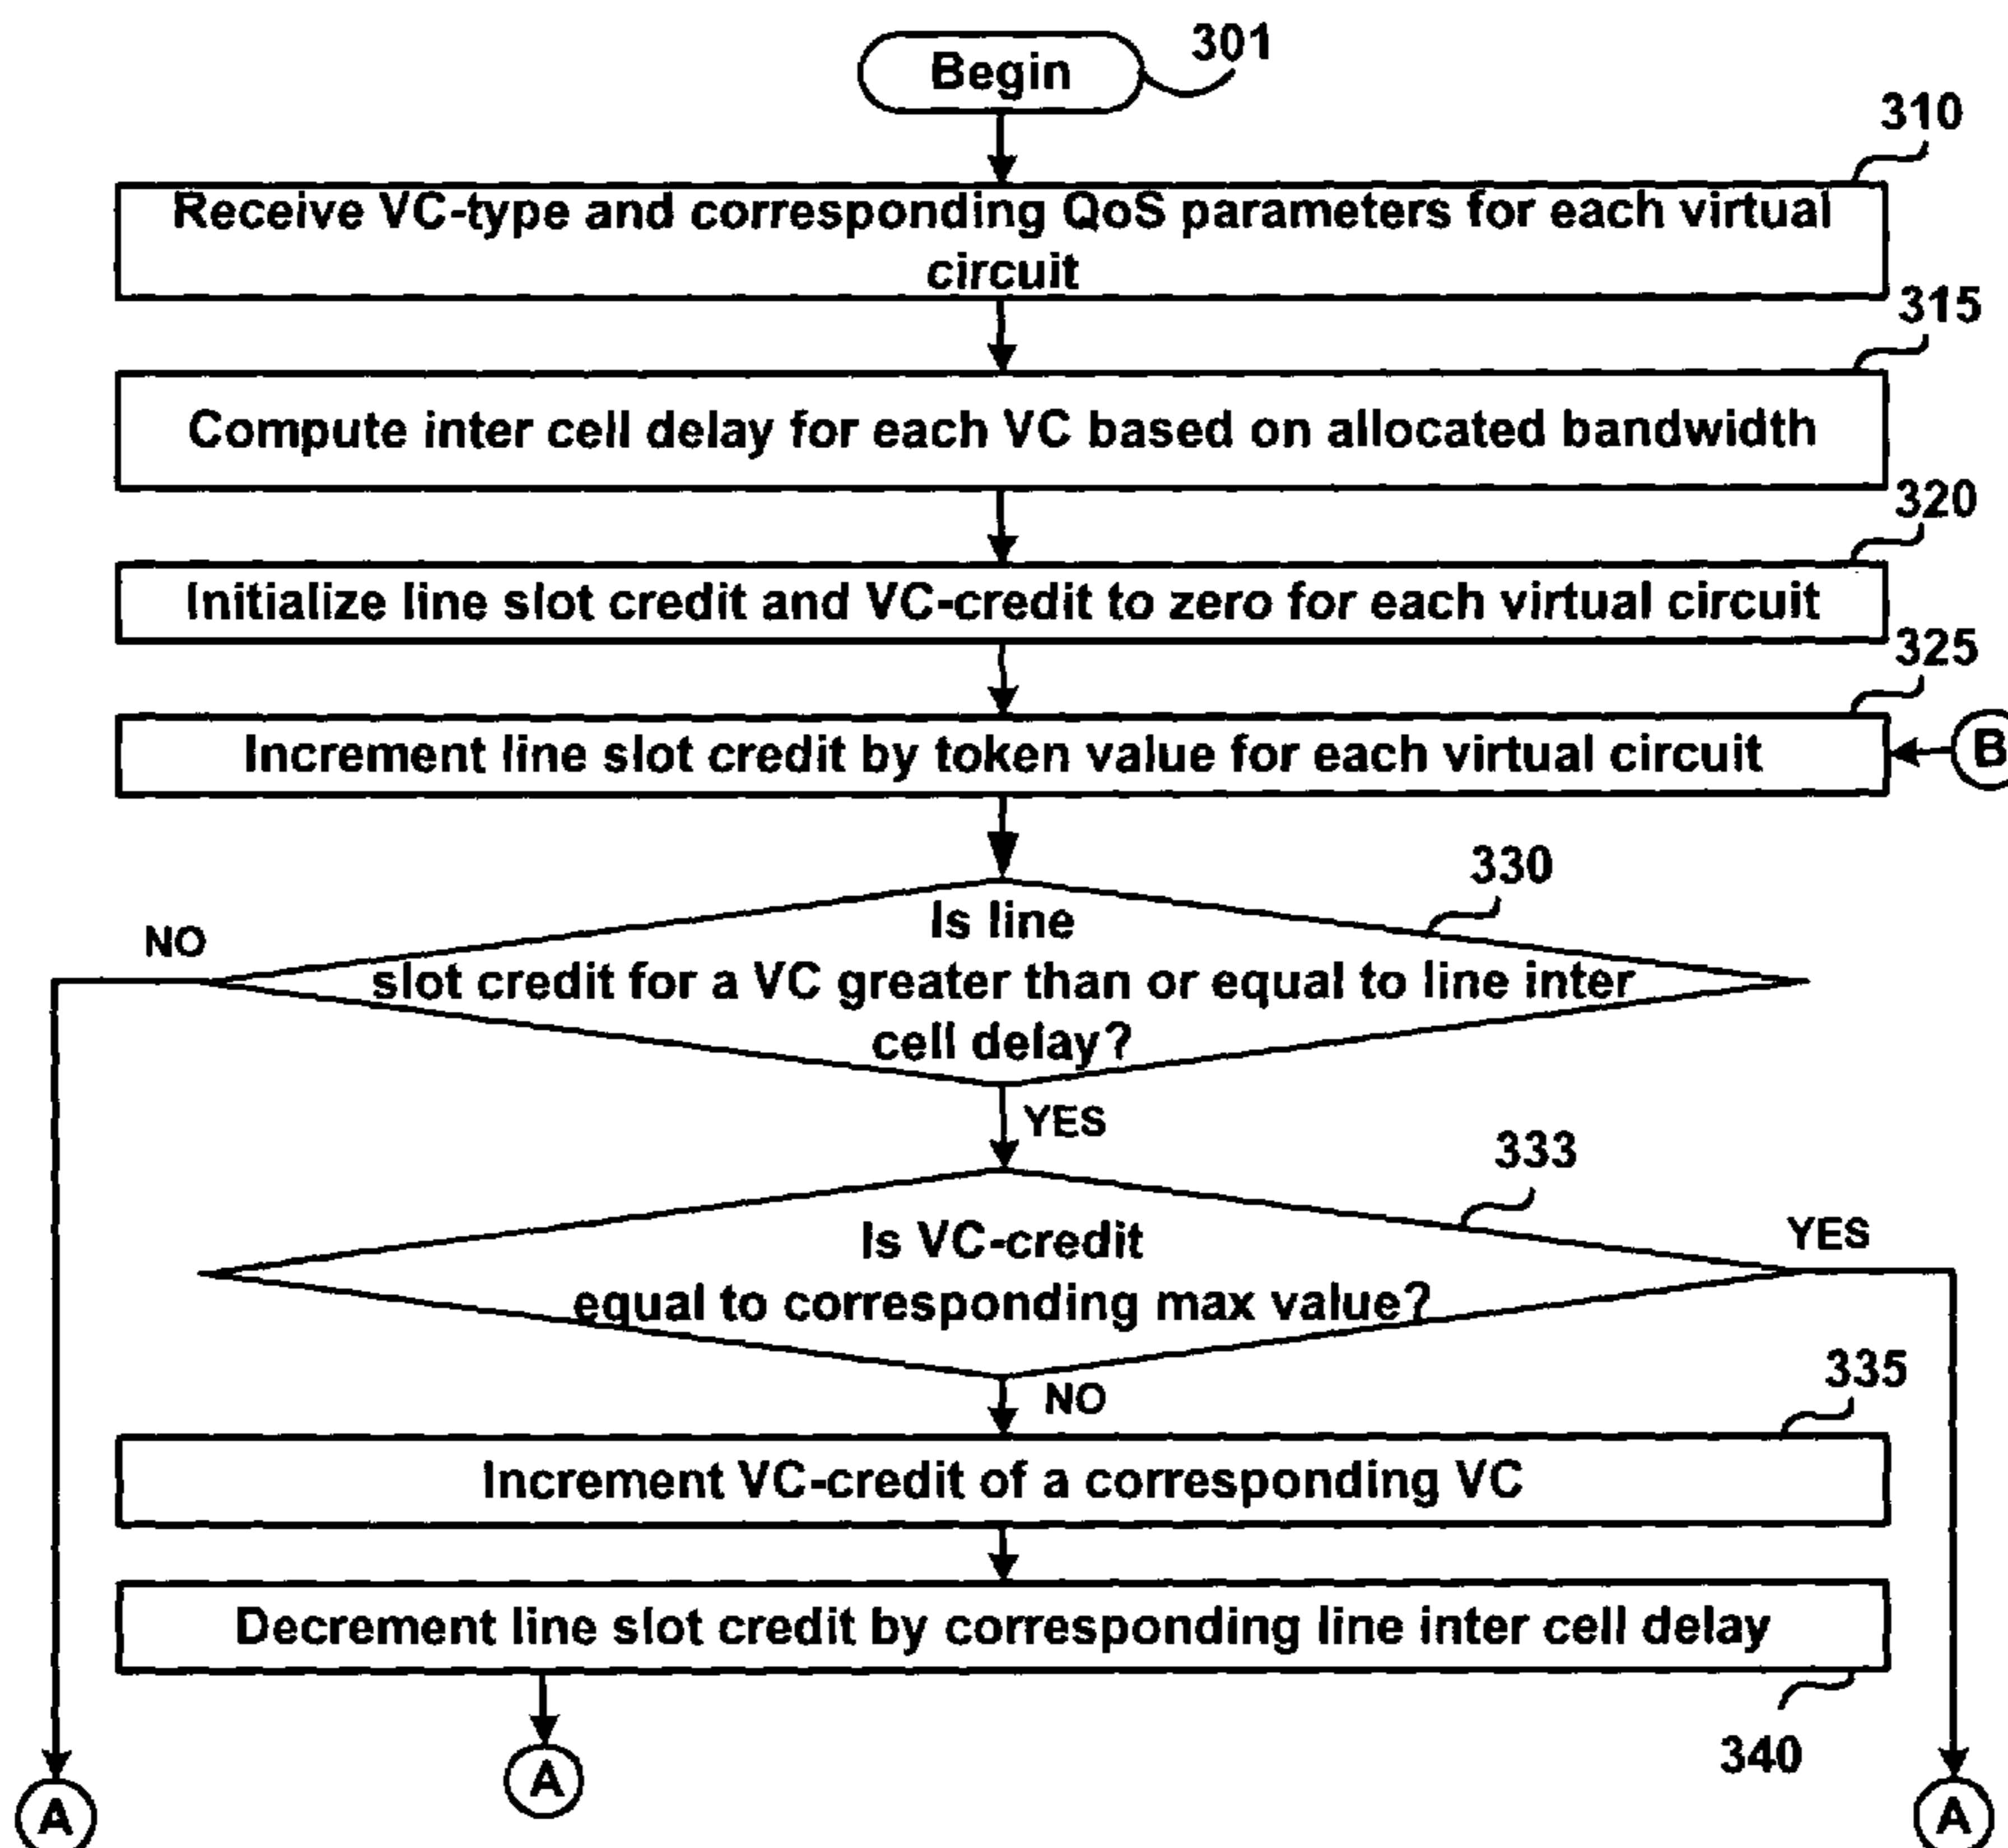 Begin
301
310
Receive VC-type and corresponding QoS parameters for each virtual
circuit
315
Compute inter cell delay for each VC based on allocated bandwidth
320
Initialize line slot credit and VC-credit to zero for each virtual circuit
325
Increment line slot credit by token value for each virtual circuit
B
330
NO
Is line
slot credit for a VC greater than or equal to line inter
cell delay?
YES
333
YES
Is VC-credit
equal to corresponding max value?
NO
335
Increment VC-credit of a corresponding VC
Decrement line slot credit by corresponding line inter cell delay
340
A
A
A